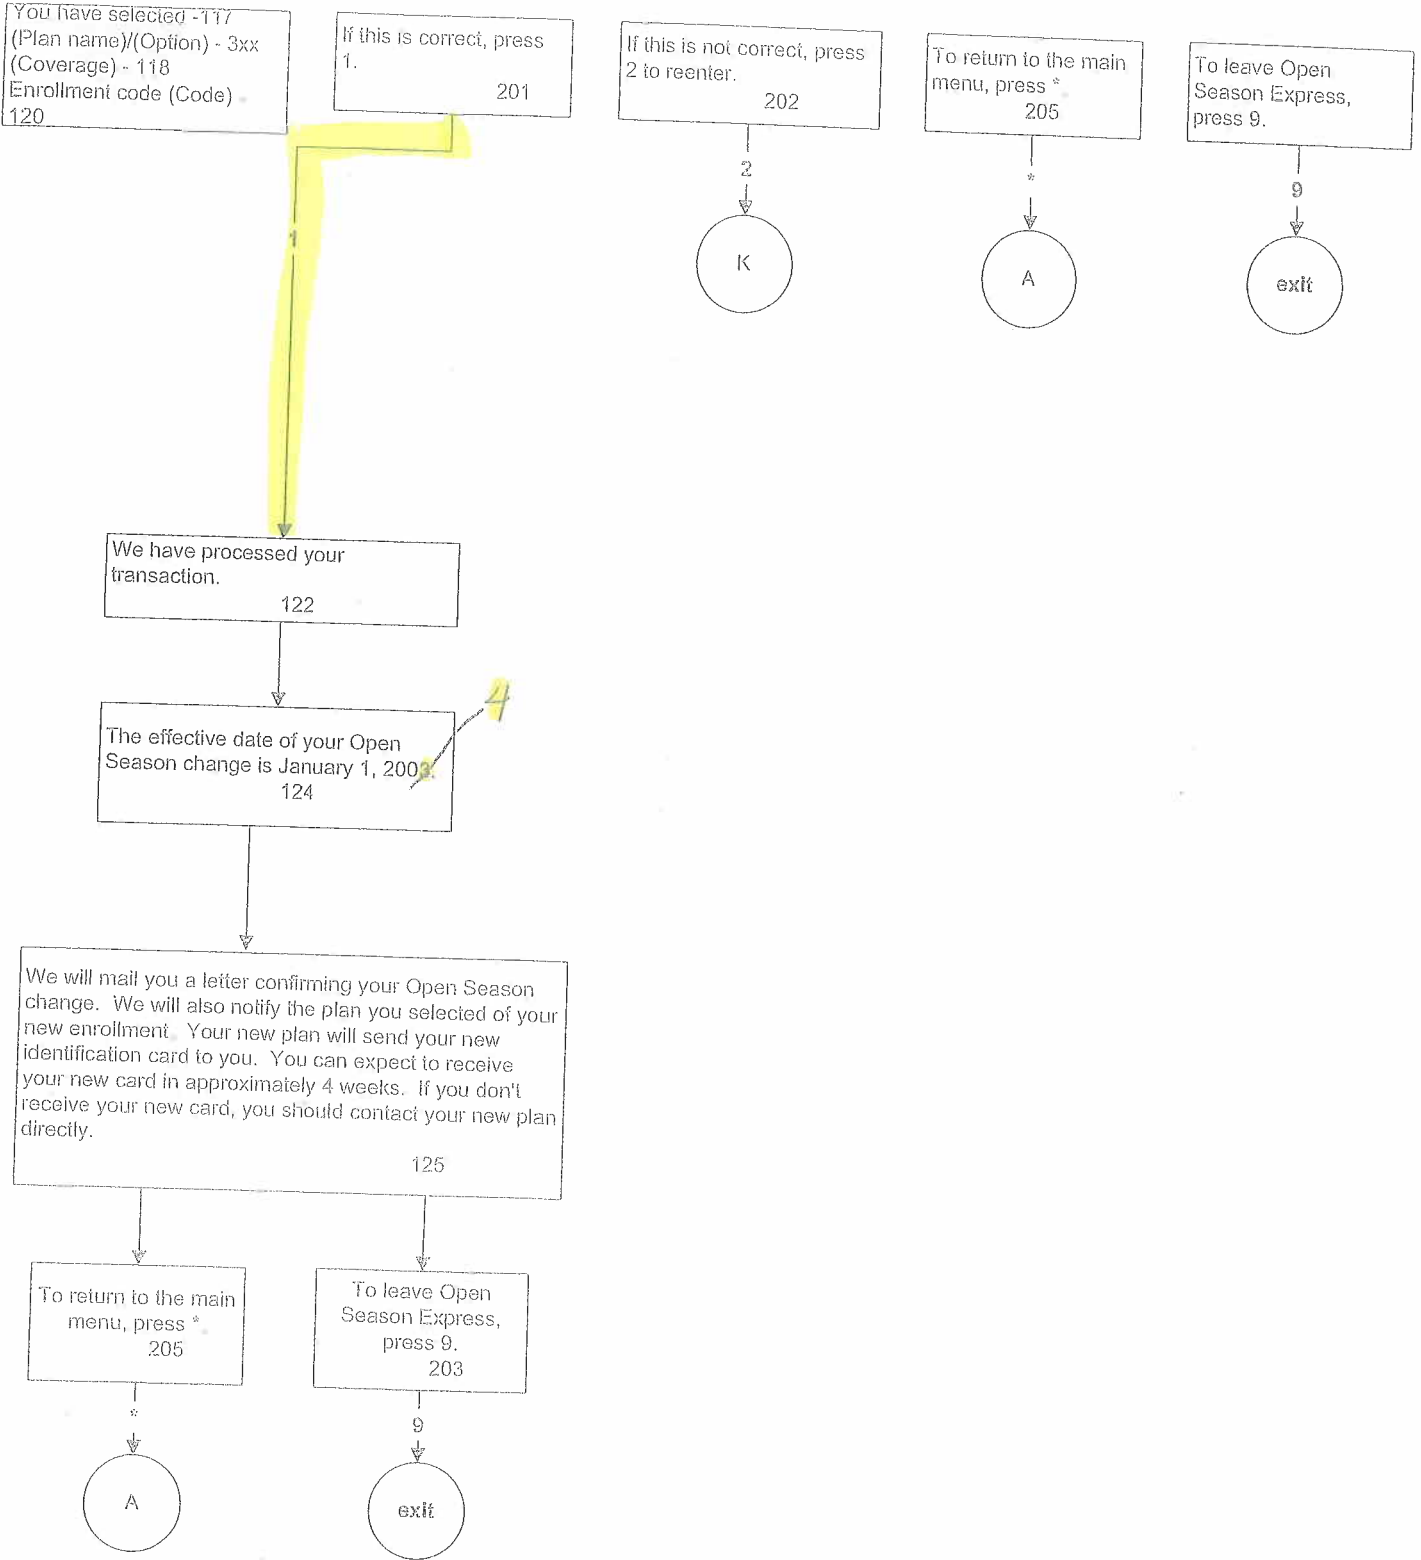 You have selected -117
(Plan name)/(Option) - 3xx
(Coverage) - 118
Enrollment code (Code)
120
If this is correct, press
1.
201
If this is not correct, press
2 to reenter.
202
To return to the main
menu, press *
205
To leave Open
Season Express,
press 9.
1
2
K
*
A
9
exit
We have processed your
transaction.
122
4
The effective date of your Open
Season change is January 1, 2003.
124
We will mail you a letter confirming your Open Season
change. We will also notify the plan you selected of your
new enrollment. Your new plan will send your new
identification card to you. You can expect to receive
your new card in approximately 4 weeks. If you don't
receive your new card, you should contact your new plan
directly.
125
To return to the main
menu, press *
205
To leave Open
Season Express,
press 9.
203
*
A
9
exit